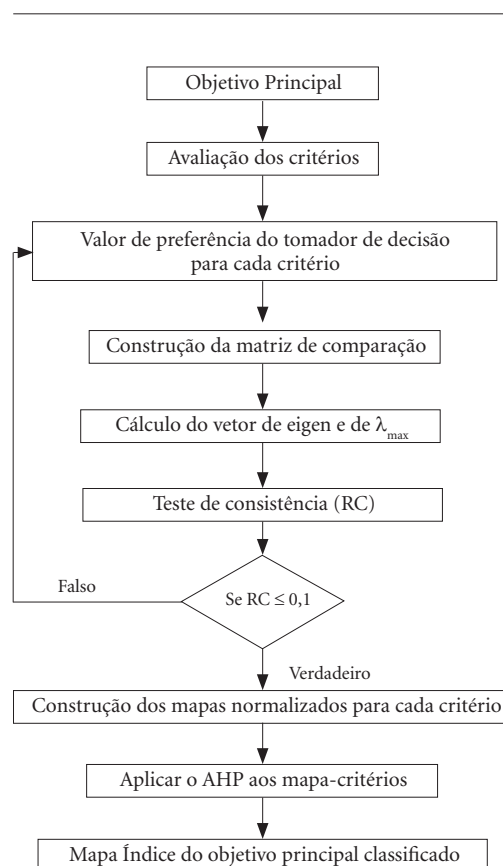 Objetivo Principal
Avaliação dos critérios
Valor de preferência do tomador de decisão
para cada critério
Construção da matriz de comparação
Cálculo do vetor de eigen e de λmax
Teste de consistência (RC)
Falso
Se RC ≤ 0,1
Verdadeiro
Construção dos mapas normalizados para cada critério
Aplicar o AHP aos mapa-critérios
Mapa Índice do objetivo principal classificado